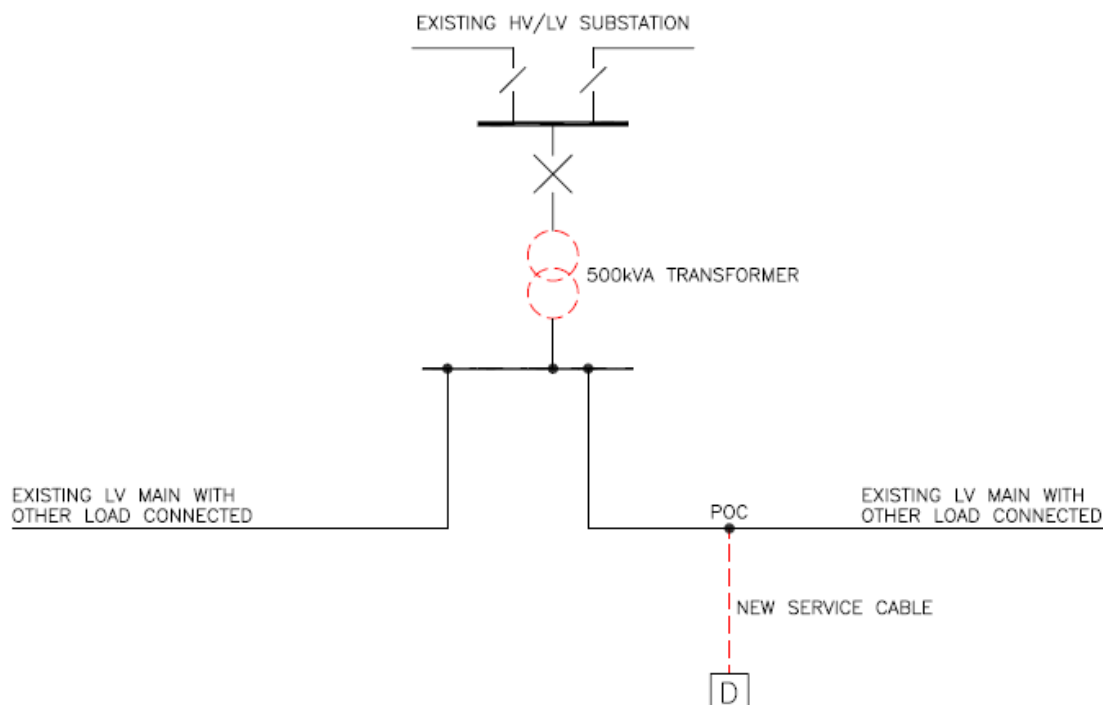 EXISTING HV/LV SUBSTATION
500kVA TRANSFORMER
EXISTING LV MAIN WITH
OTHER LOAD CONNECTED
POC
EXISTING LV MAIN WITH
OTHER LOAD CONNECTED
NEW SERVICE CABLE
D